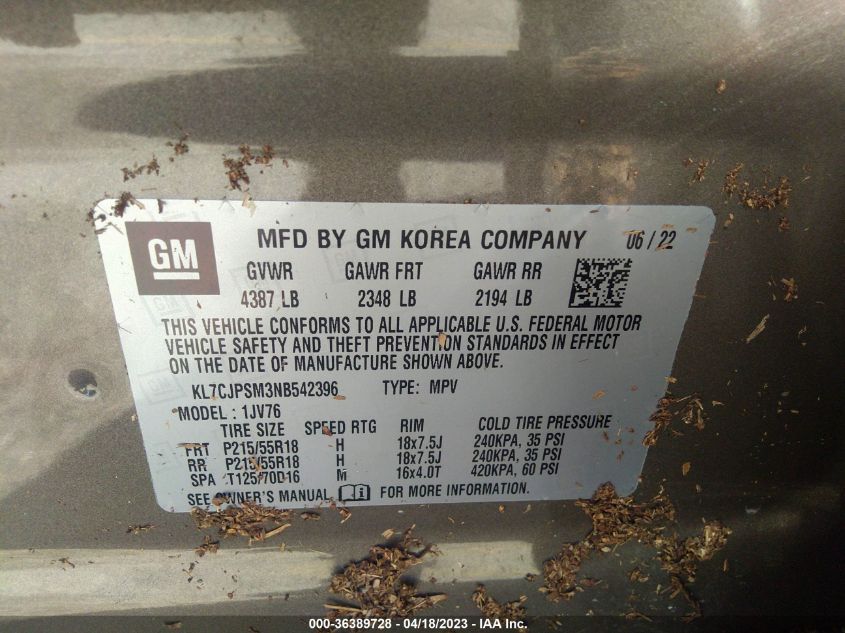 GM
MFD BY GM KOREA COMPANY 06/22
GVWR GAWR FRT GAWR RR
4387 LB 2348 LB 2194 LB
THIS VEHICLE CONFORMS TO ALL APPLICABLE U.S. FEDERAL MOTOR
VEHICLE SAFETY AND THEFT PREVENTION STANDARDS IN EFFECT
ON THE DATE OF MANUFACTURE SHOWN ABOVE.
KL7CJPSM3NB542396 TYPE: MPV
MODEL : 1JV76
TIRE SIZE SPEED RTG RIM COLD TIRE PRESSURE
FRT P215/55R18 H 18x7.5J 240KPA, 35 PSI
RR P215/55R18 H 18x7.5J 240KPA, 35 PSI
SPA T125/70D16 M 16x4.0T 420KPA, 60 PSI
SEE OWNER'S MANUAL FOR MORE INFORMATION.
000-36389728 - 04/18/2023 - IAA Inc.